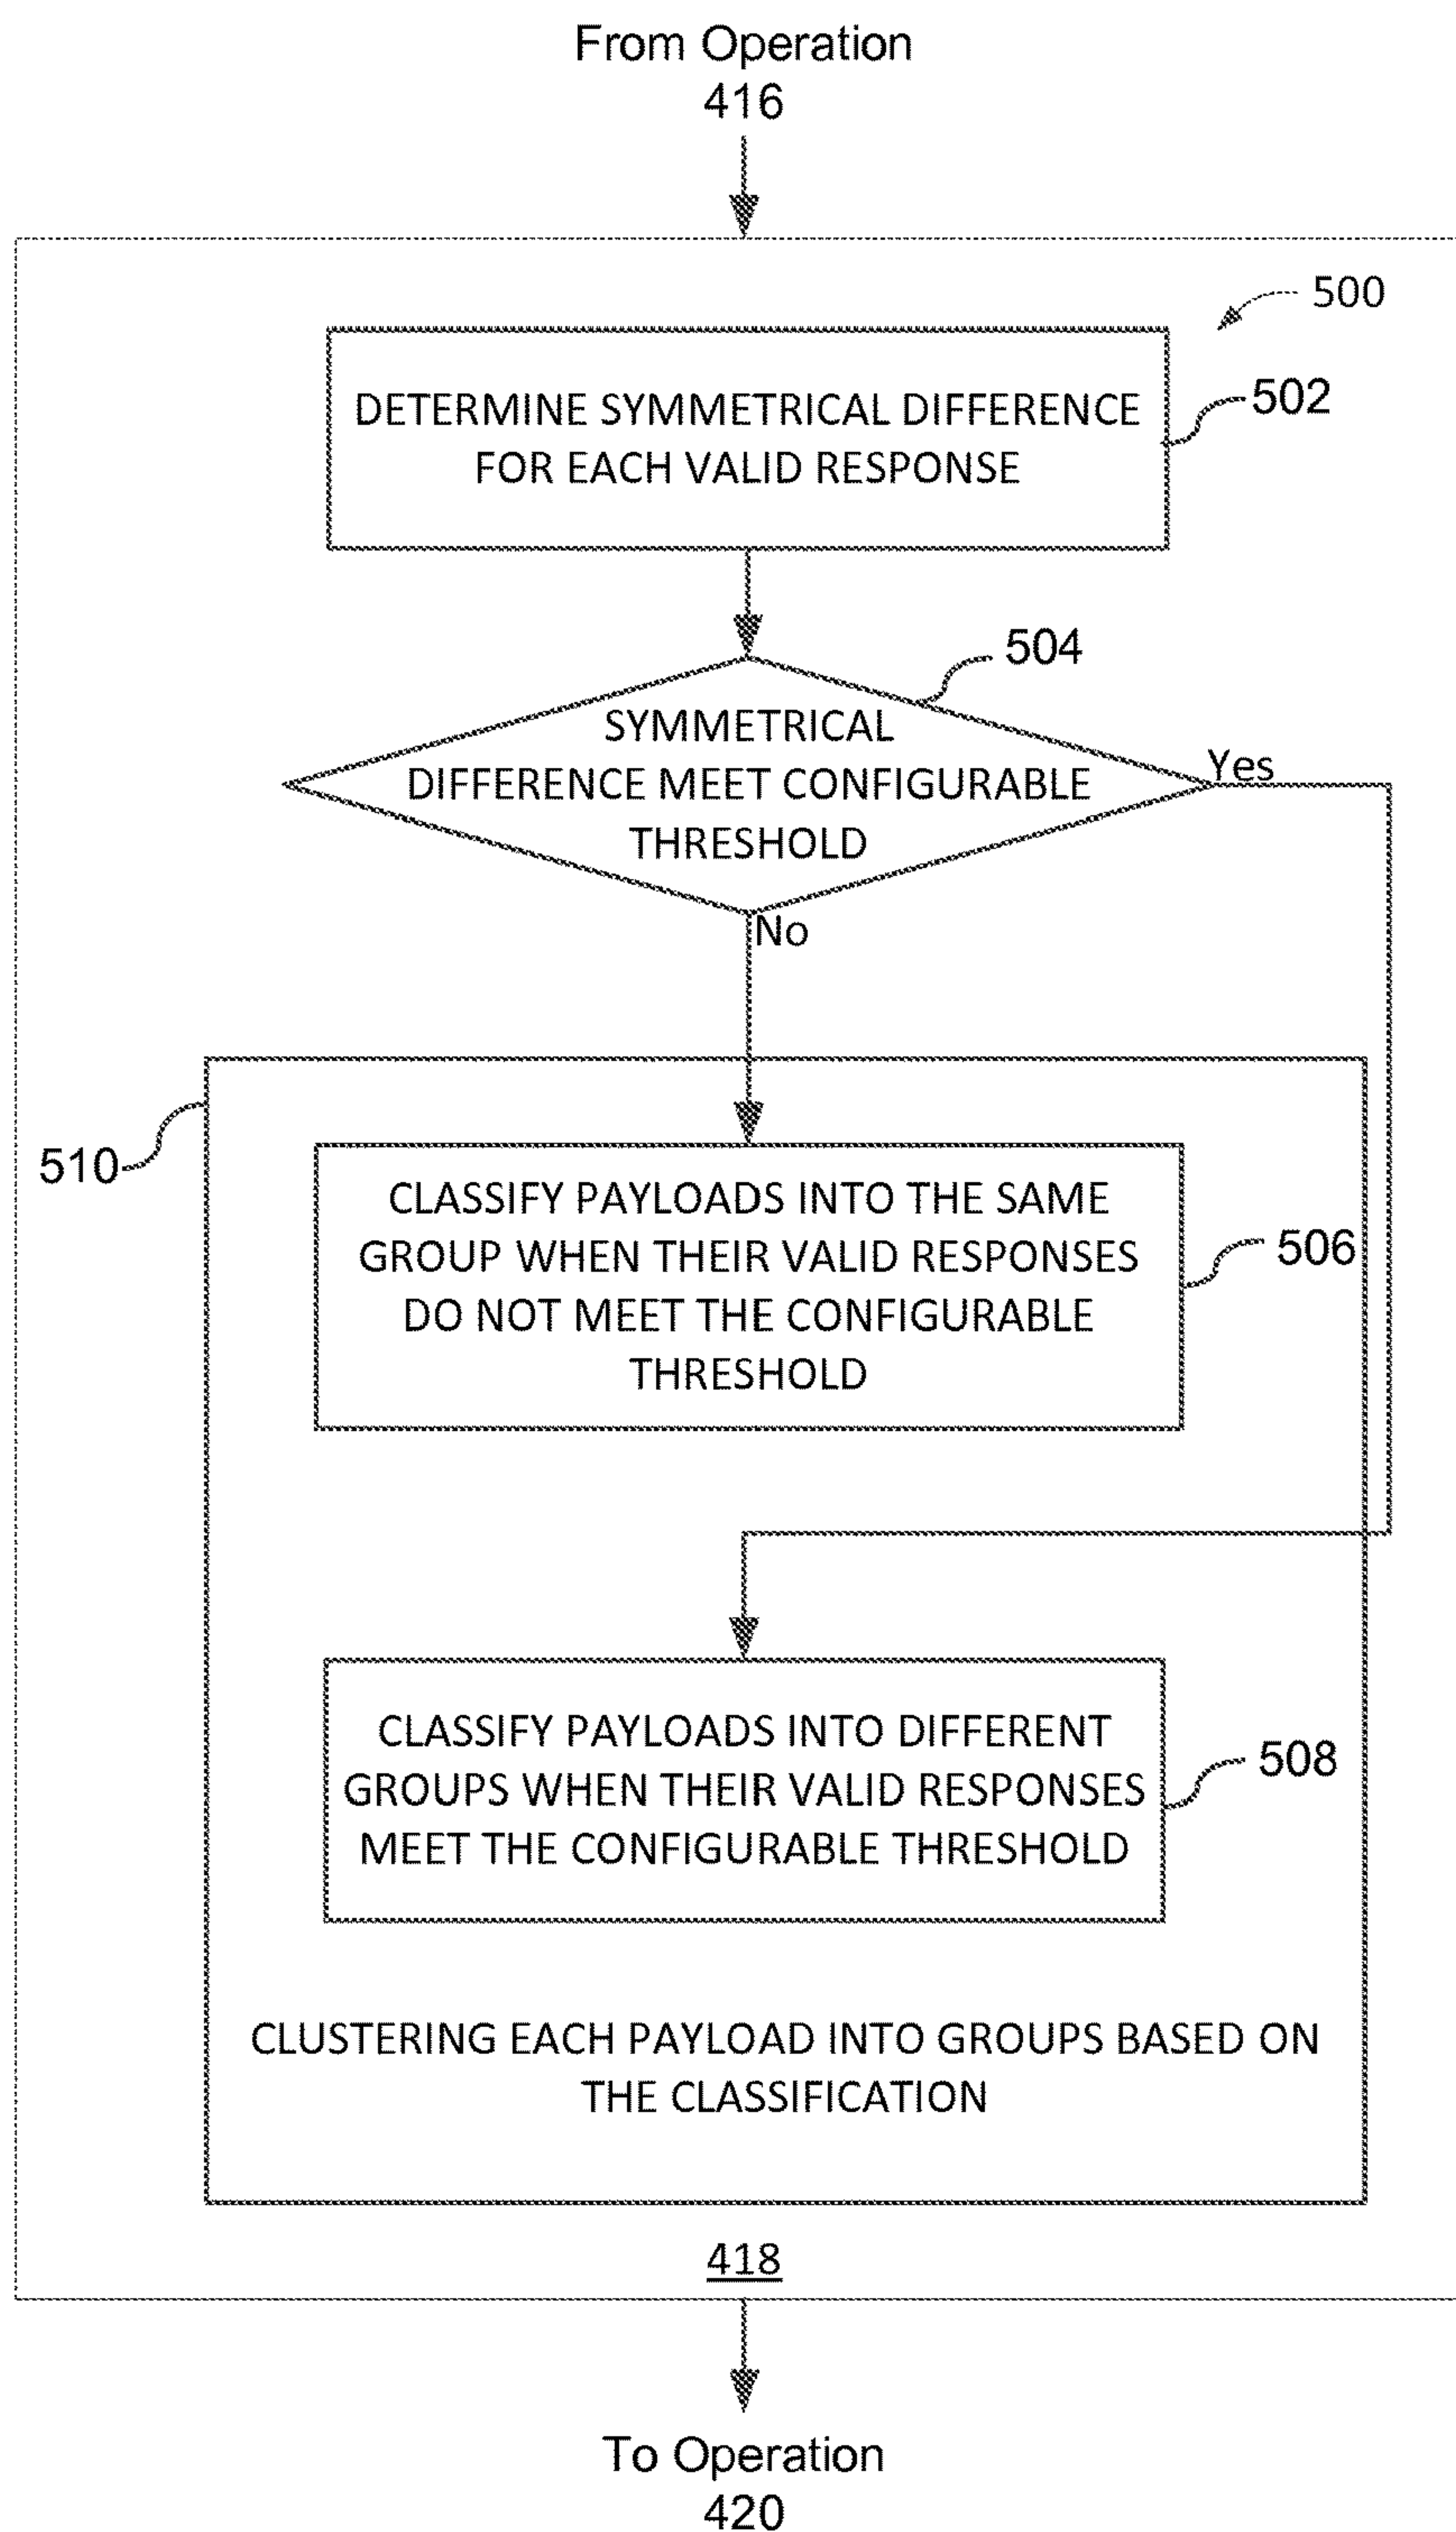 From Operation
416
500
DETERMINE SYMMETRICAL DIFFERENCE
FOR EACH VALID RESPONSE
502
504
SYMMETRICAL
DIFFERENCE MEET CONFIGURABLE
THRESHOLD
Yes
No
510
CLASSIFY PAYLOADS INTO THE SAME
GROUP WHEN THEIR VALID RESPONSES
DO NOT MEET THE CONFIGURABLE
THRESHOLD
506
CLASSIFY PAYLOADS INTO DIFFERENT
GROUPS WHEN THEIR VALID RESPONSES
MEET THE CONFIGURABLE THRESHOLD
508
CLUSTERING EACH PAYLOAD INTO GROUPS BASED ON
THE CLASSIFICATION
418
To Operation
420